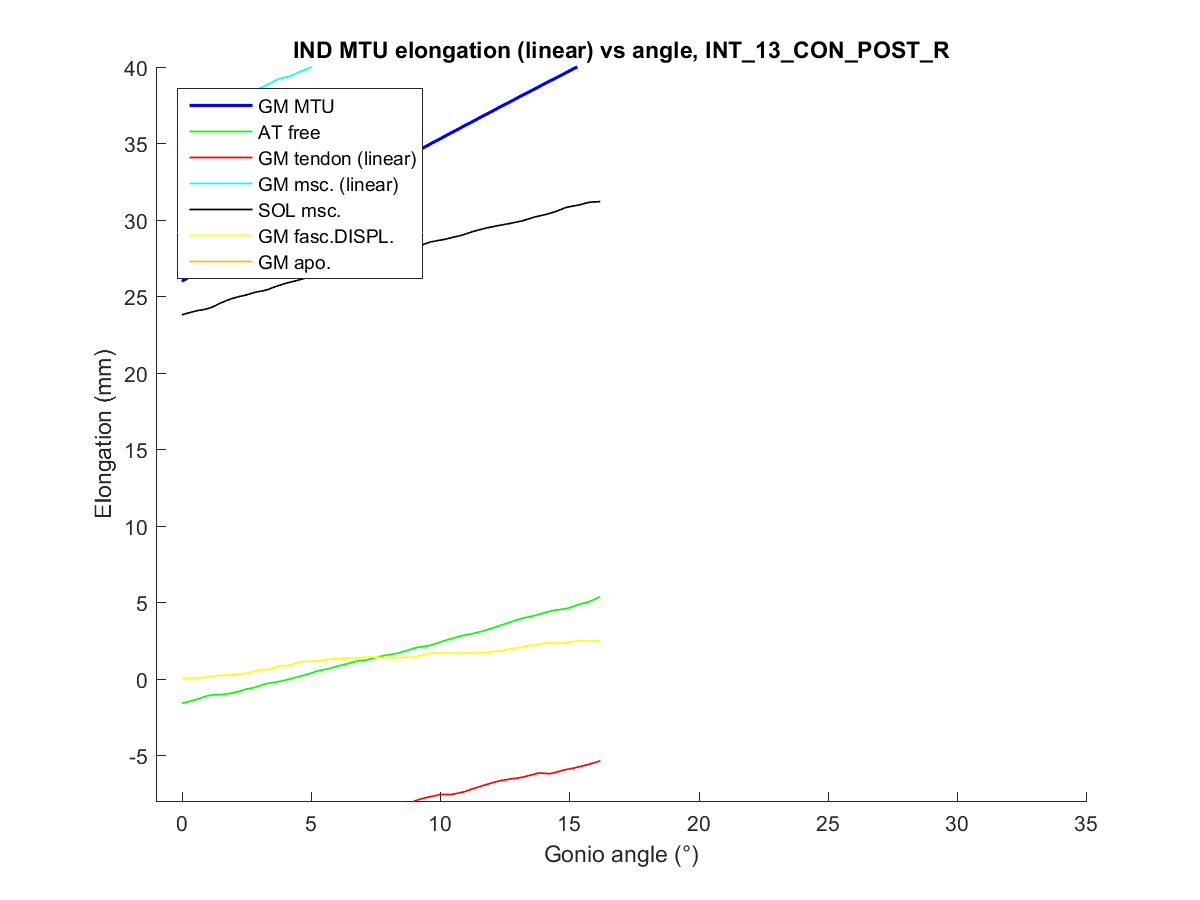 IND MTU elongation (linear) vs angle, INT_13_CON_POST_R
40
35
30
25
20
15
10
5
0
-5
Elongation (mm)
GM MTU
AT free
GM tendon (linear)
GM msc. (linear)
SOL msc.
GM fasc.DISPL.
GM apo.
0 5 10 15 20 25 30 35
Gonio angle (°)